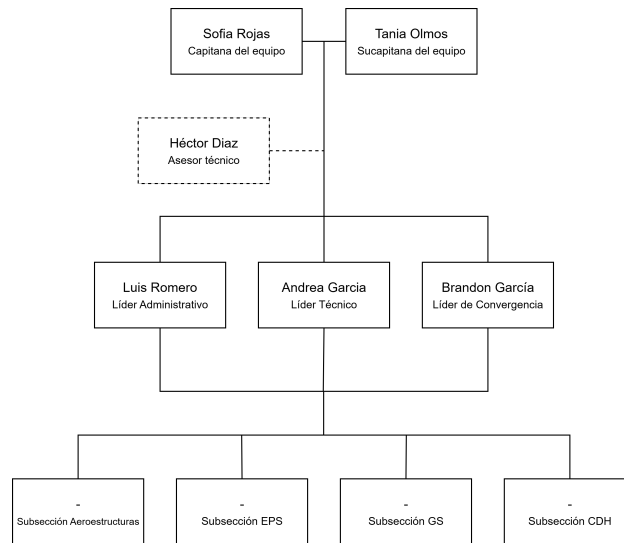 Sofia Rojas
Capitana del equipo
Tania Olmos
Sucapitana del equipo
Héctor Diaz
Asesor técnico
Luis Romero
Líder Administrativo
Andrea Garcia
Líder Técnico
Brandon García
Líder de Convergencia
-
Subsección Aeroestructuras
-
Subsección EPS
-
Subsección GS
-
Subsección CDH